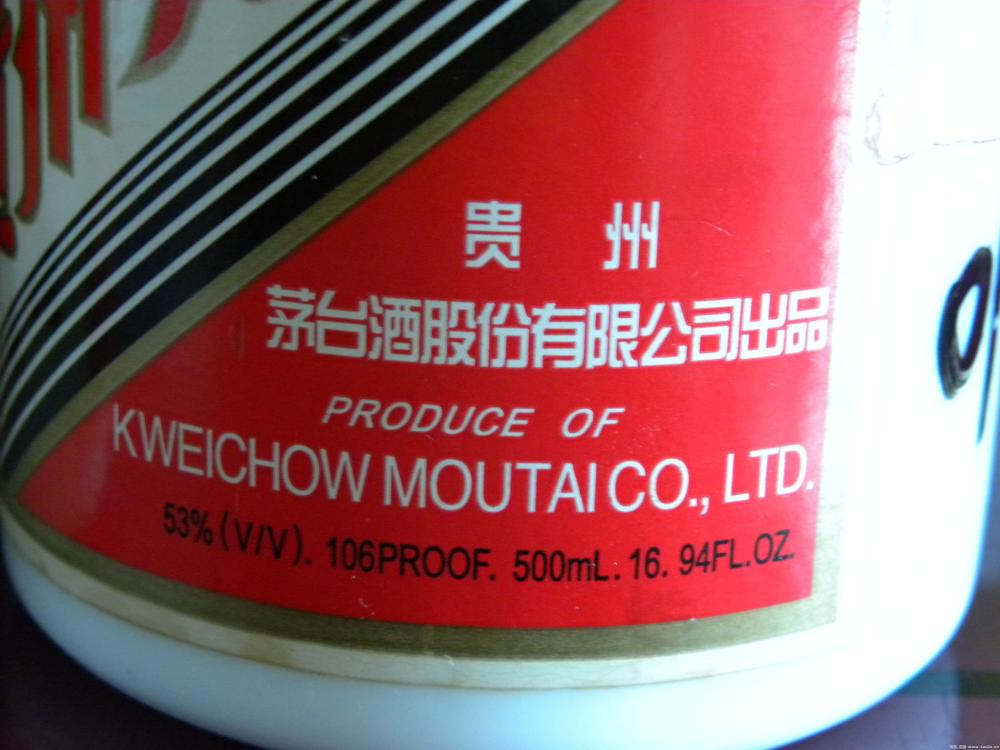 贵 州
茅台酒股份有限公司出品
PRODUCE OF
KWEICHOW MOUTAI CO., LTD.
53% (V/V). 106PROOF. 500mL. 16. 94FL.OZ.